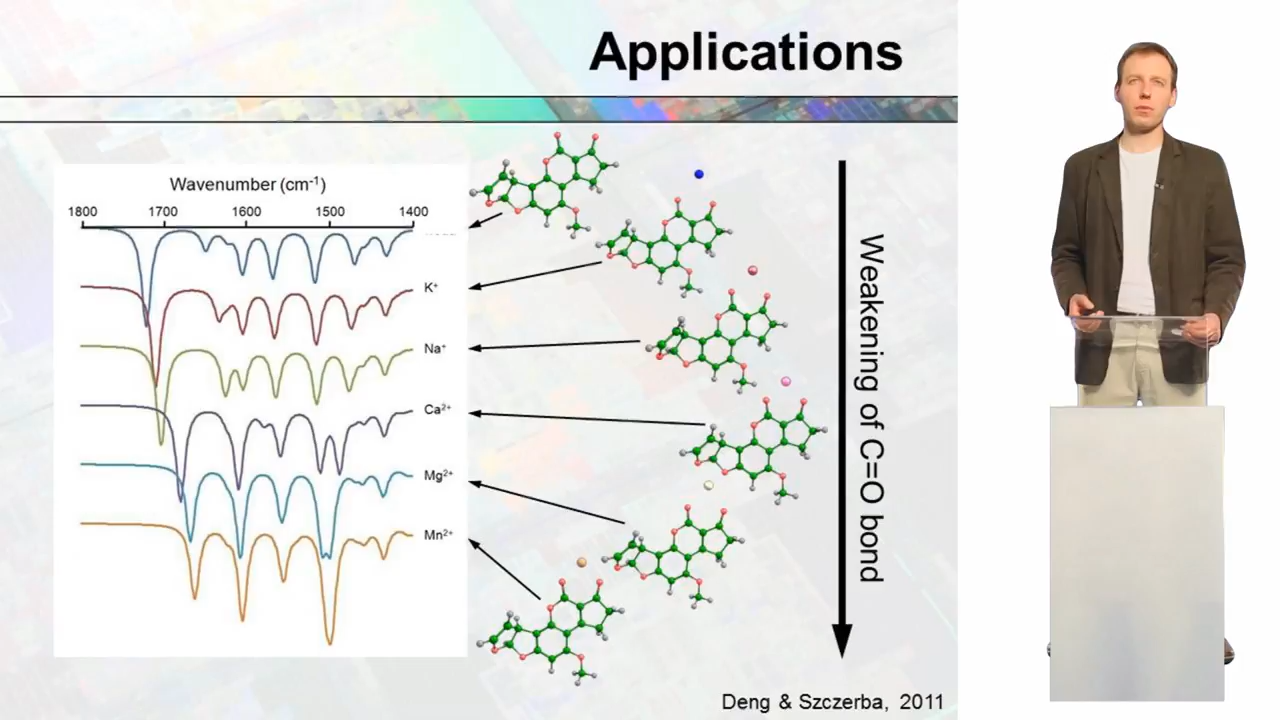 Applications
Wavenumber (cm⁻¹)
1800 1700 1600 1500 1400
K⁺
Na⁺
Ca²⁺
Mg²⁺
Mn²⁺
Weakening of C=O bond
Deng & Szczerba, 2011